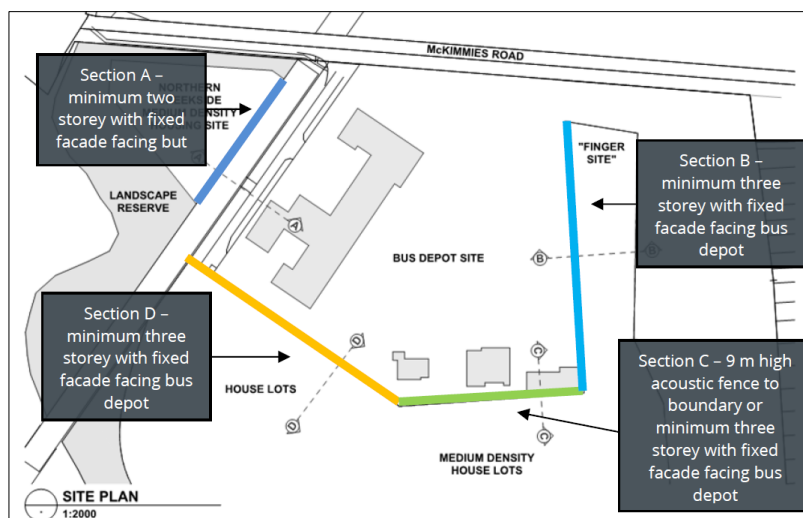 McKIMMIES ROAD
Section A –
minimum two
storey with fixed
facade facing but
NORTHERN
MEDIUM DENSITY
HOUSING SITE
LANDSCAPE
RESERVE
"FINGER
SITE"
Section B –
minimum three
storey with fixed
facade facing bus
depot
A
A
BUS DEPOT SITE
B
B
Section D –
minimum three
storey with fixed
facade facing bus
depot
D
D
HOUSE LOTS
C
C
Section C – 9 m high
acoustic fence to
boundary or
minimum three
storey with fixed
facade facing bus
depot
MEDIUM DENSITY
HOUSE LOTS
SITE PLAN
1:2000